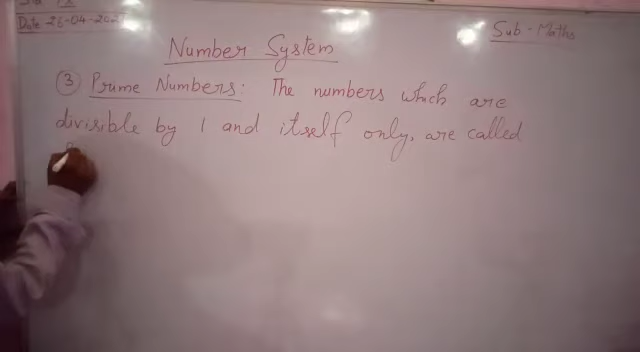 Date 26-04-202
Sub - Maths
Number System
③ Prime Numbers: The numbers which are
divisible by 1 and itself only, are called